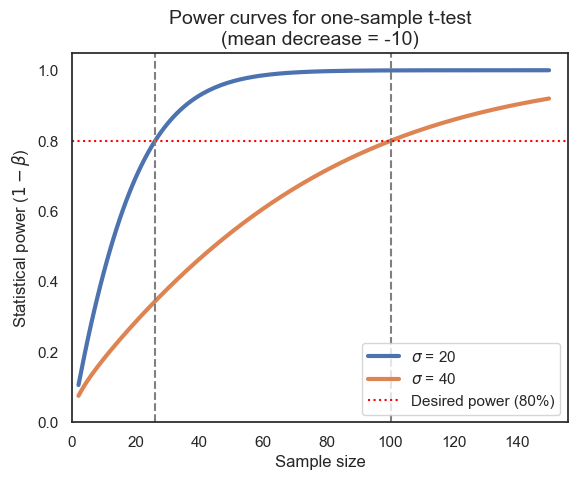 Power curves for one-sample t-test
(mean decrease = -10)
Statistical power (1 − β)
1.0
0.8
0.6
0.4
0.2
0.0
0 20 40 60 80 100 120 140
Sample size
σ = 20
σ = 40
Desired power (80%)